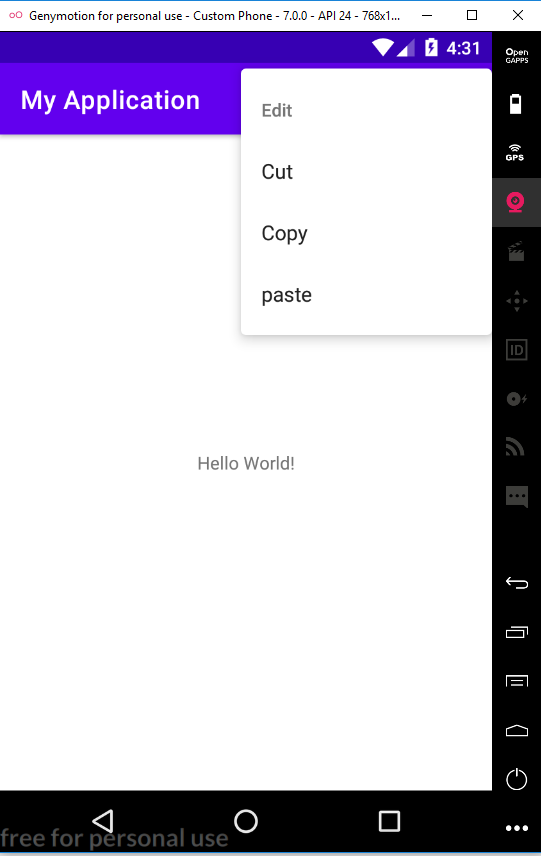 Genymotion for personal use - Custom Phone - 7.0.0 - API 24 - 768x1...
4:31
Open
GAPPS
My Application
Edit
Cut
Copy
paste
GPS
ID
Hello World!
free for personal use